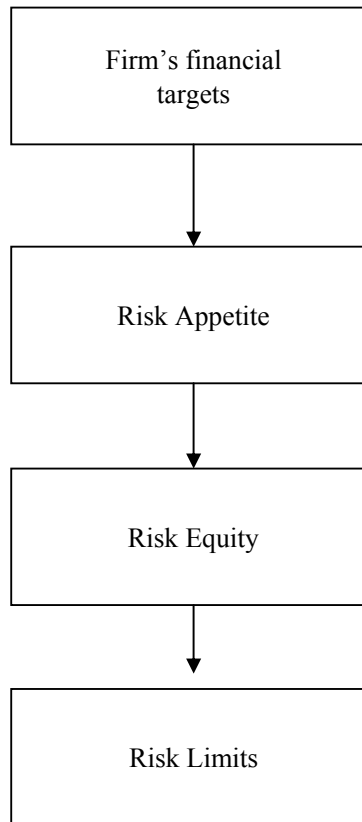 Firm’s financial
targets
Risk Appetite
Risk Equity
Risk Limits